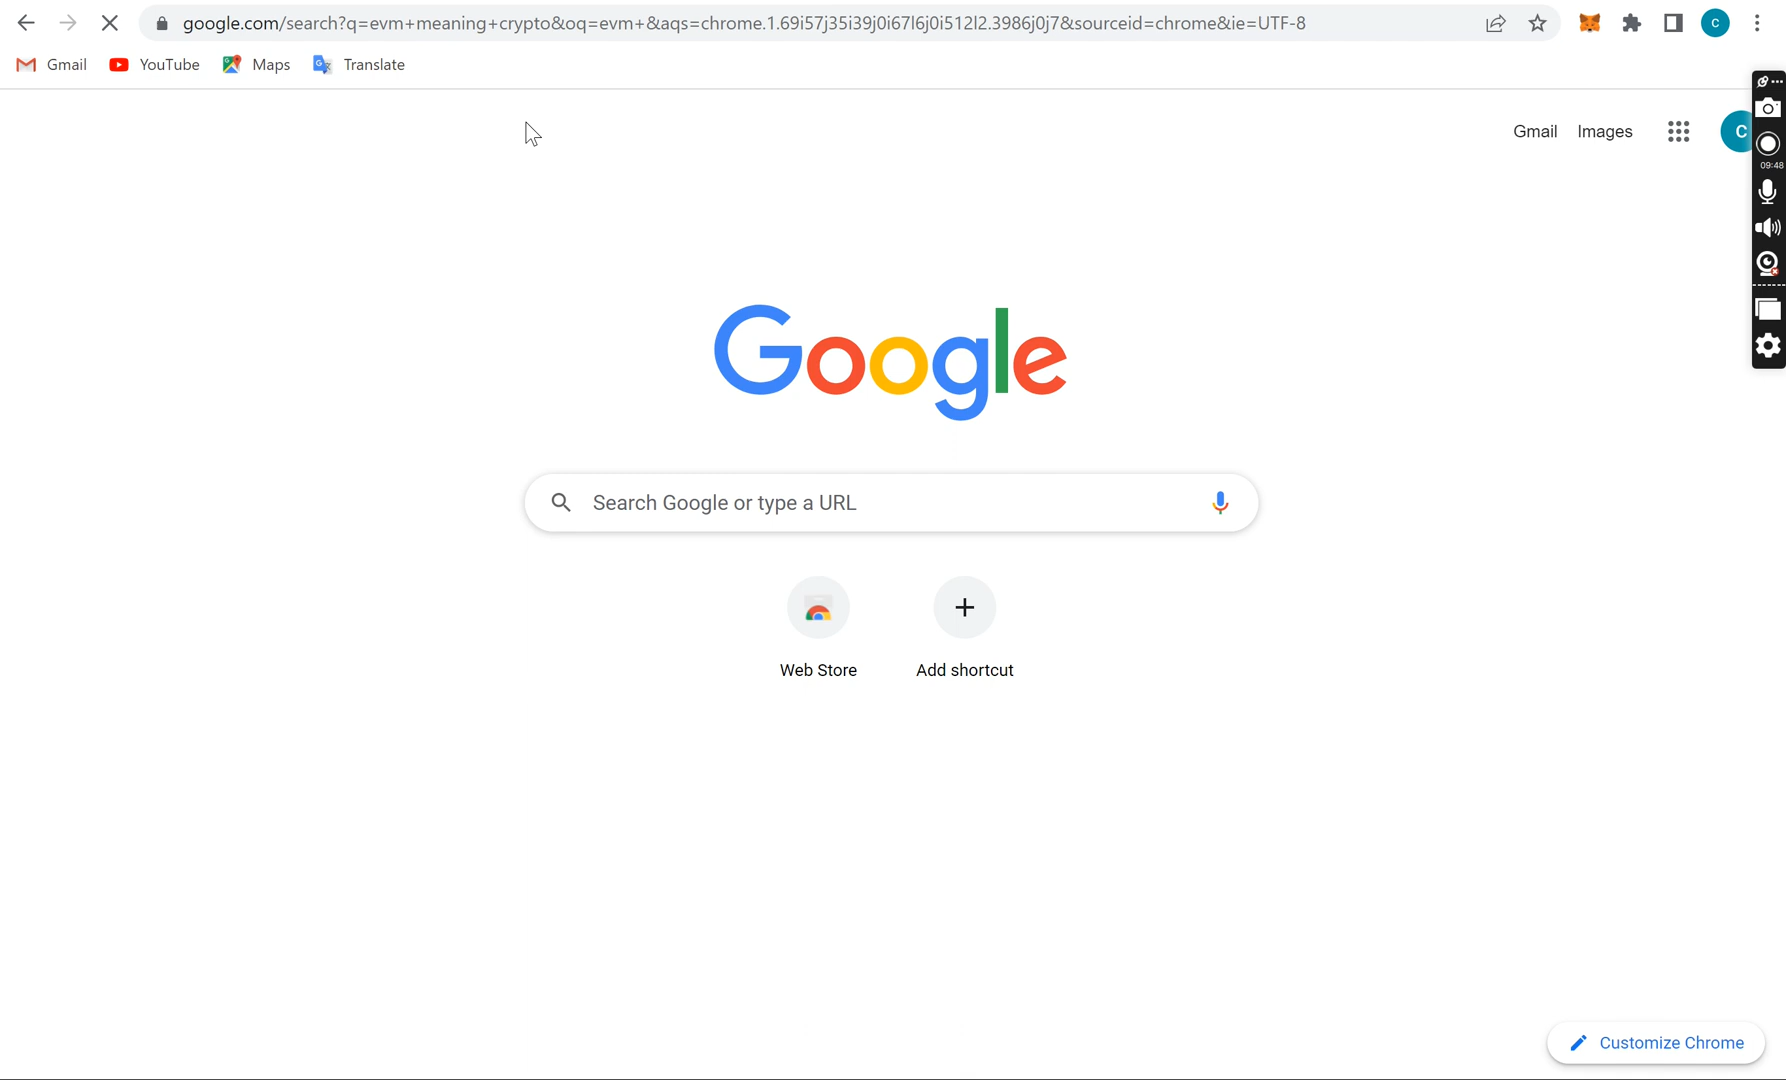 google.com/search?q=evm+meaning+crypto&oq=evm+&aqs=chrome.1.69i57j35i39j0i67l6j0i512l2.3986j0j7&sourceid=chrome&ie=UTF-8
C
Gmail YouTube Maps Translate
Gmail Images
C
09:48
Google
Search Google or type a URL
Web Store Add shortcut
Customize Chrome